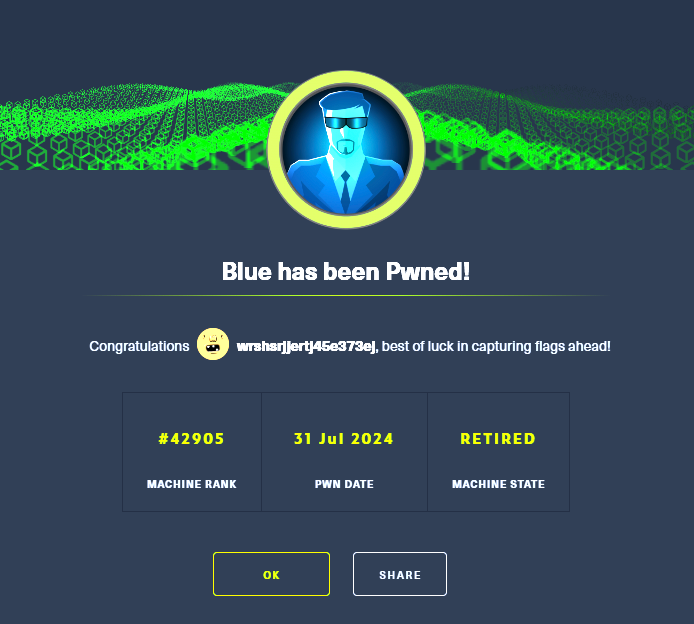 Blue has been Pwned!
Congratulations wrshsrjjertj45e373ej, best of luck in capturing flags ahead!
#42905 31 Jul 2024 RETIRED
MACHINE RANK PWN DATE MACHINE STATE
OK SHARE